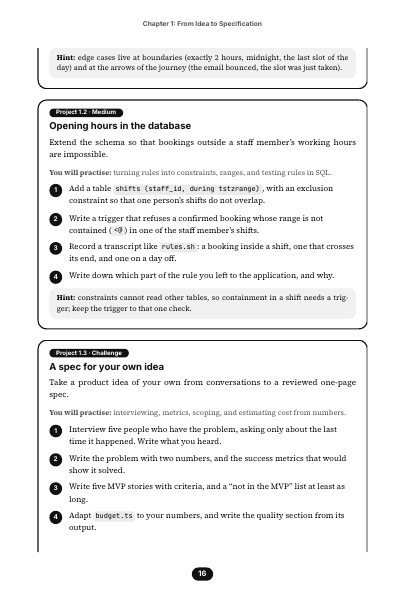 Chapter 1: From Idea to Specification
Hint: edge cases live at boundaries (exactly 2 hours, midnight, the last slot of the
day) and at the arrows of the journey (the email bounced, the slot was just taken).
Project 1.2 · Medium
Opening hours in the database
Extend the schema so that bookings outside a staff member's working hours
are impossible.
You will practise: turning rules into constraints, ranges, and testing rules in SQL.
1 Add a table shifts (staff_id, during tstzrange), with an exclusion
constraint so that one person's shifts do not overlap.
2 Write a trigger that refuses a confirmed booking whose range is not
contained (<@) in one of the staff member's shifts.
3 Record a transcript like rules.sh: a booking inside a shift, one that crosses
its end, and one on a day off.
4 Write down which part of the rule you left to the application, and why.
Hint: constraints cannot read other tables, so containment in a shift needs a trig-
ger; keep the trigger to that one check.
Project 1.3 · Challenge
A spec for your own idea
Take a product idea of your own from conversations to a reviewed one-page
spec.
You will practise: interviewing, metrics, scoping, and estimating cost from numbers.
1 Interview five people who have the problem, asking only about the last
time it happened. Write what you heard.
2 Write the problem with two numbers, and the success metrics that would
show it solved.
3 Write five MVP stories with criteria, and a “not in the MVP” list at least as
long.
4 Adapt budget.ts to your numbers, and write the quality section from its
output.
16